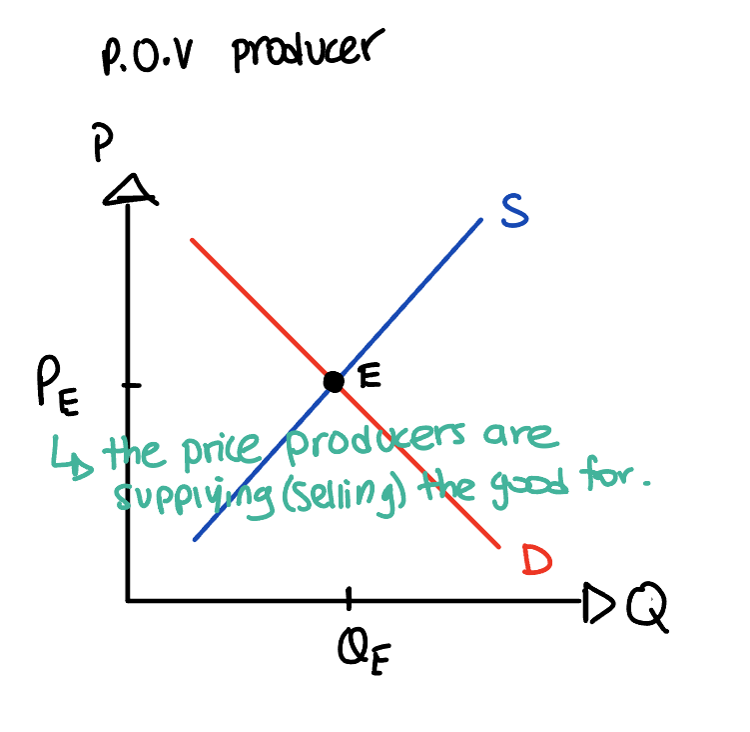 P.O.V producer
P
S
P_E
E
↳ the price producers are
supplying (selling) the good for.
D
Q
Q_E